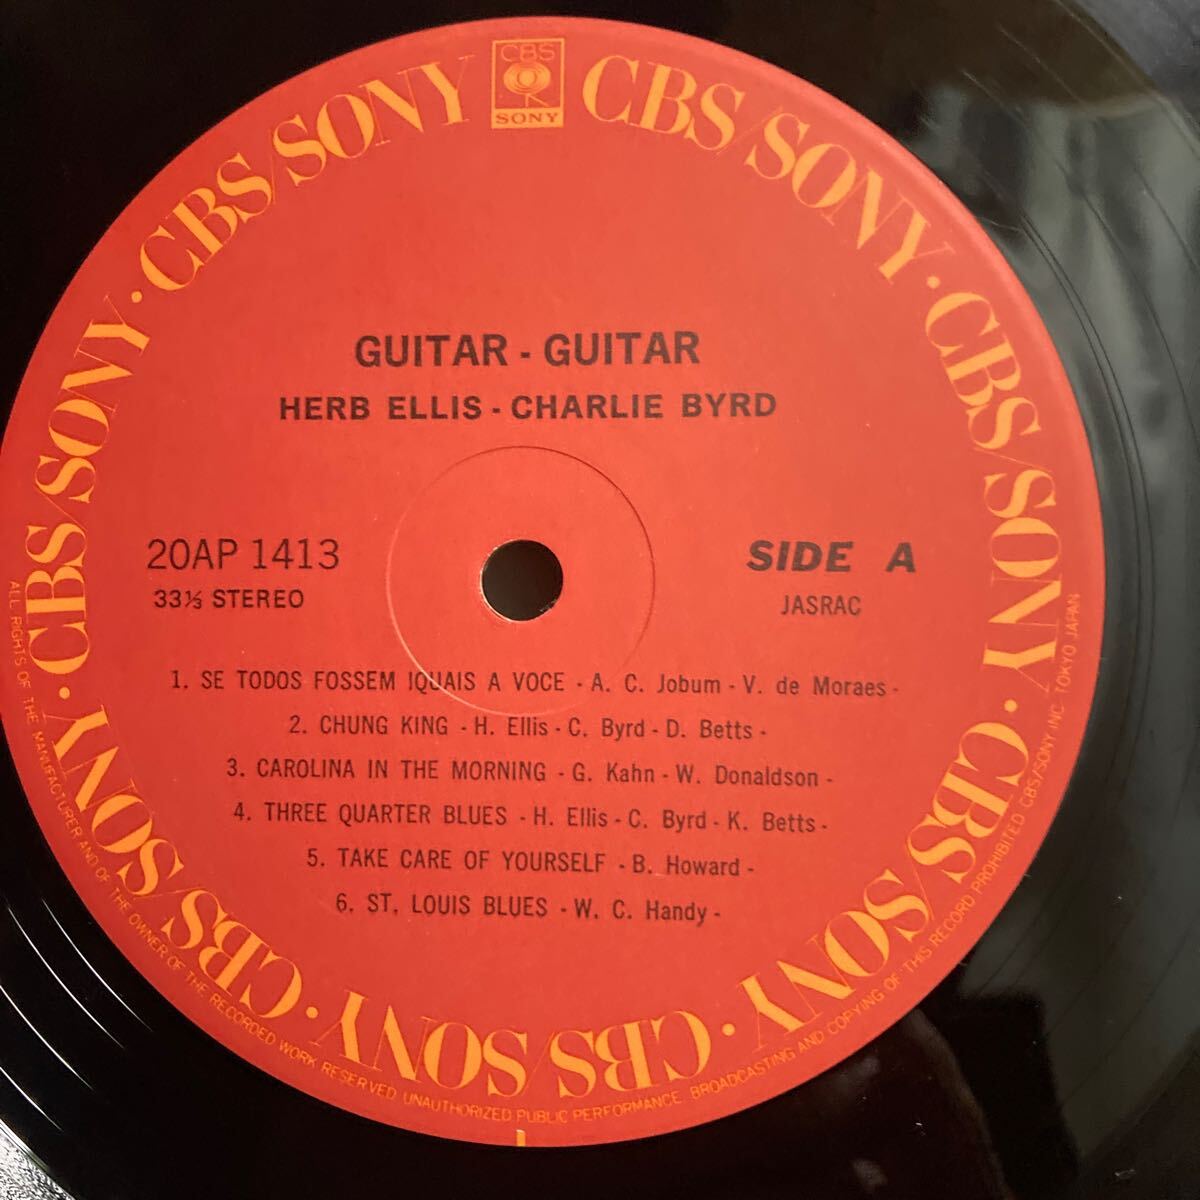 CBS
SONY
CBS/SONY · CBS/SONY · CBS/SONY · CBS/SONY · CBS/SONY · CBS/SONY · CBS/SONY · CBS/SONY · CBS/SONY
GUITAR - GUITAR
HERB ELLIS - CHARLIE BYRD
20AP 1413
33⅓ STEREO
SIDE A
JASRAC
1. SE TODOS FOSSEM IQUAIS A VOCE - A. C. Jobum - V. de Moraes -
2. CHUNG KING - H. Ellis - C. Byrd - D. Betts -
3. CAROLINA IN THE MORNING - G. Kahn - W. Donaldson -
4. THREE QUARTER BLUES - H. Ellis - C. Byrd - K. Betts -
5. TAKE CARE OF YOURSELF - B. Howard -
6. ST. LOUIS BLUES - W. C. Handy -
ALL RIGHTS OF THE MANUFACTURER AND OF THE OWNER OF THE RECORDED WORK RESERVED UNAUTHORIZED PUBLIC PERFORMANCE, BROADCASTING AND COPYING OF THIS RECORD PROHIBITED CBS/SONY INC. TOKYO JAPAN